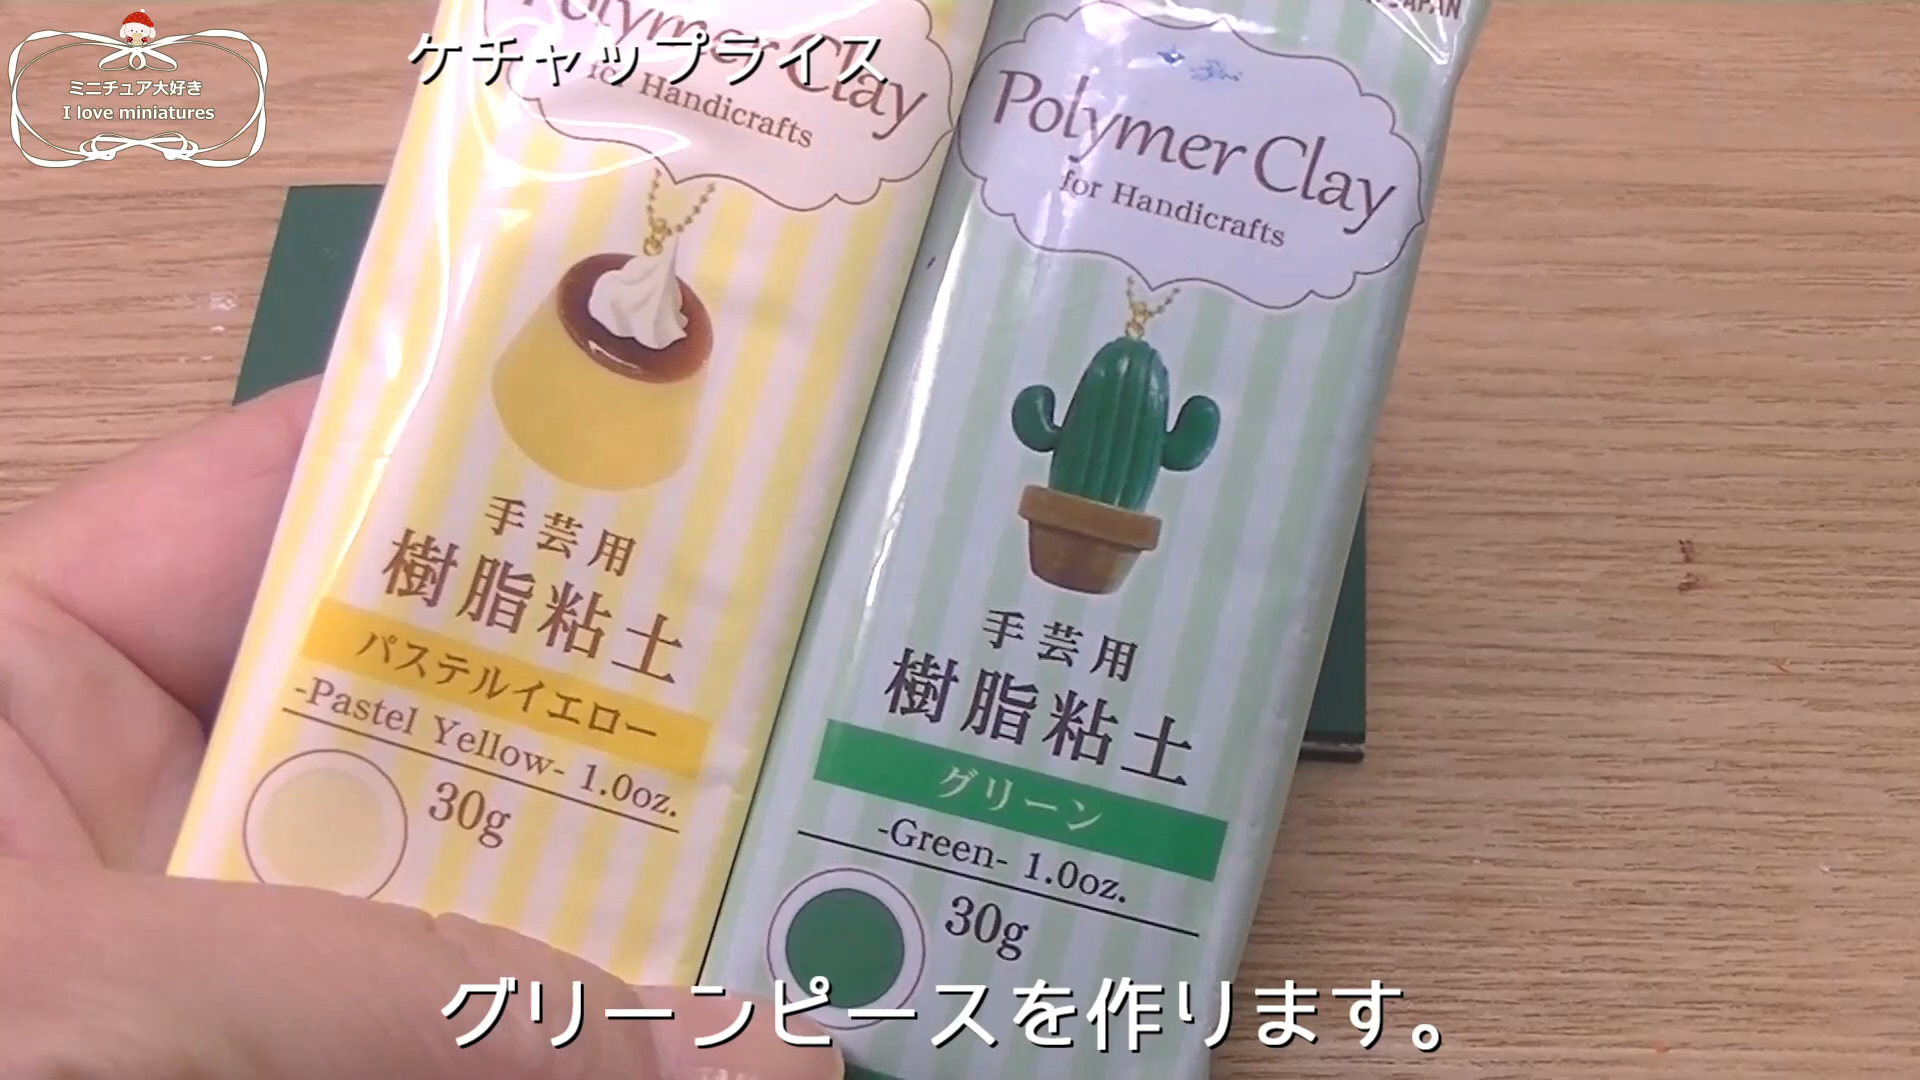 ミニチュア大好き
I love miniatures
ケチャップライス
Polymer Clay
for Handicrafts
手芸用
樹脂粘土
パステルイエロー
-Pastel Yellow- 1.0oz.
30g
JAPAN
Polymer Clay
for Handicrafts
手芸用
樹脂粘土
グリーン
-Green- 1.0oz.
30g
グリーンピースを作ります。